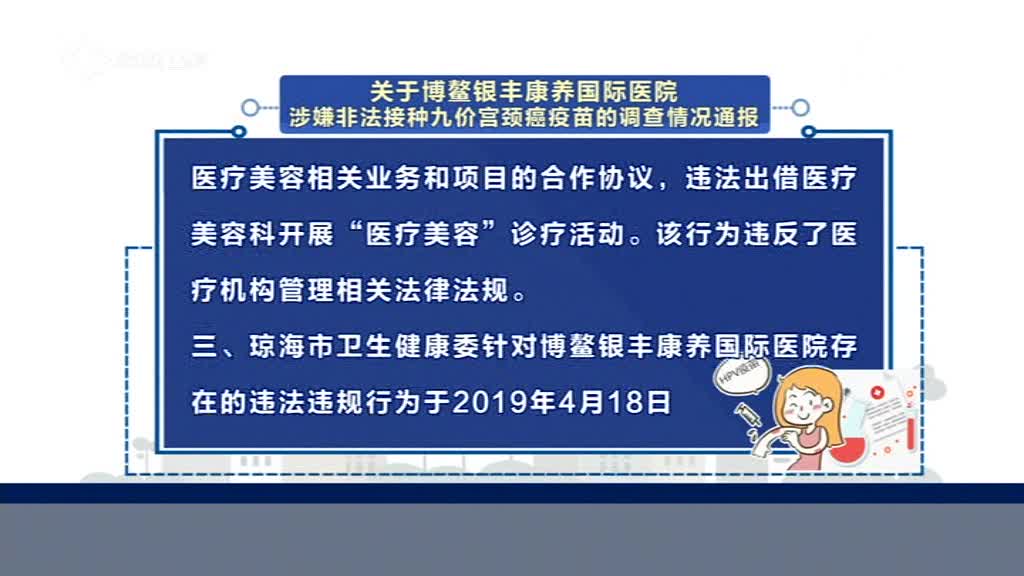 关于博鳌银丰康养国际医院
涉嫌非法接种九价宫颈癌疫苗的调查情况通报
医疗美容相关业务和项目的合作协议，违法出借医疗
美容科开展“医疗美容”诊疗活动。该行为违反了医
疗机构管理相关法律法规。
三、琼海市卫生健康委针对博鳌银丰康养国际医院存
在的违法违规行为于2019年4月18日
HPV疫苗